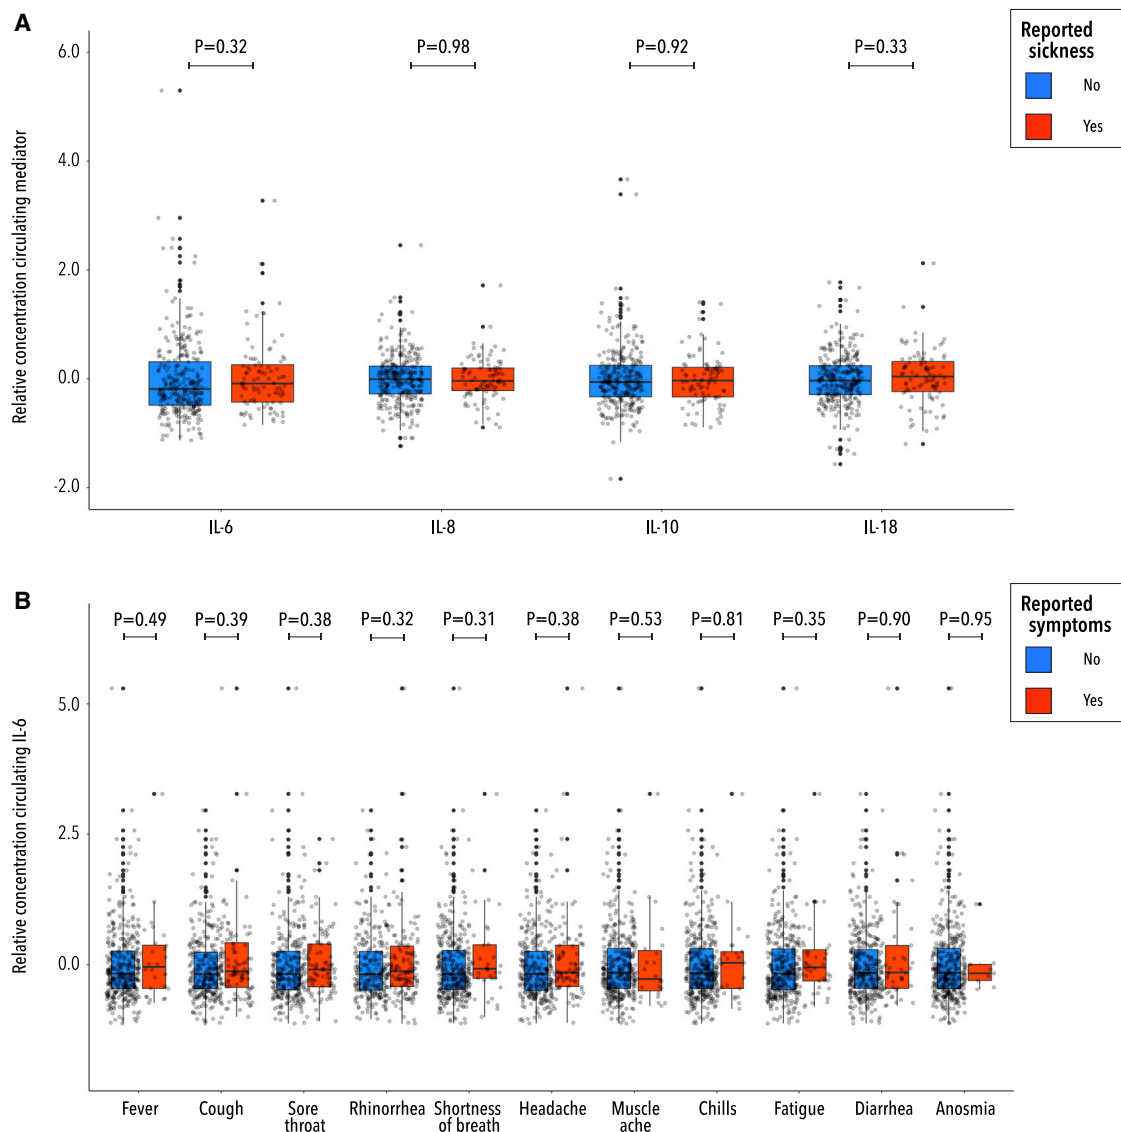 A
P=0.32
P=0.98
P=0.92
P=0.33
Reported
sickness
No
Yes
Relative concentration circulating mediator
6.0
4.0
2.0
0.0
-2.0
IL-6
IL-8
IL-10
IL-18
B
P=0.49
P=0.39
P=0.38
P=0.32
P=0.31
P=0.38
P=0.53
P=0.81
P=0.35
P=0.90
P=0.95
Reported
symptoms
No
Yes
Relative concentration circulating IL-6
5.0
2.5
0.0
Fever
Cough
Sore
throat
Rhinorrhea
Shortness
of breath
Headache
Muscle
ache
Chills
Fatigue
Diarrhea
Anosmia